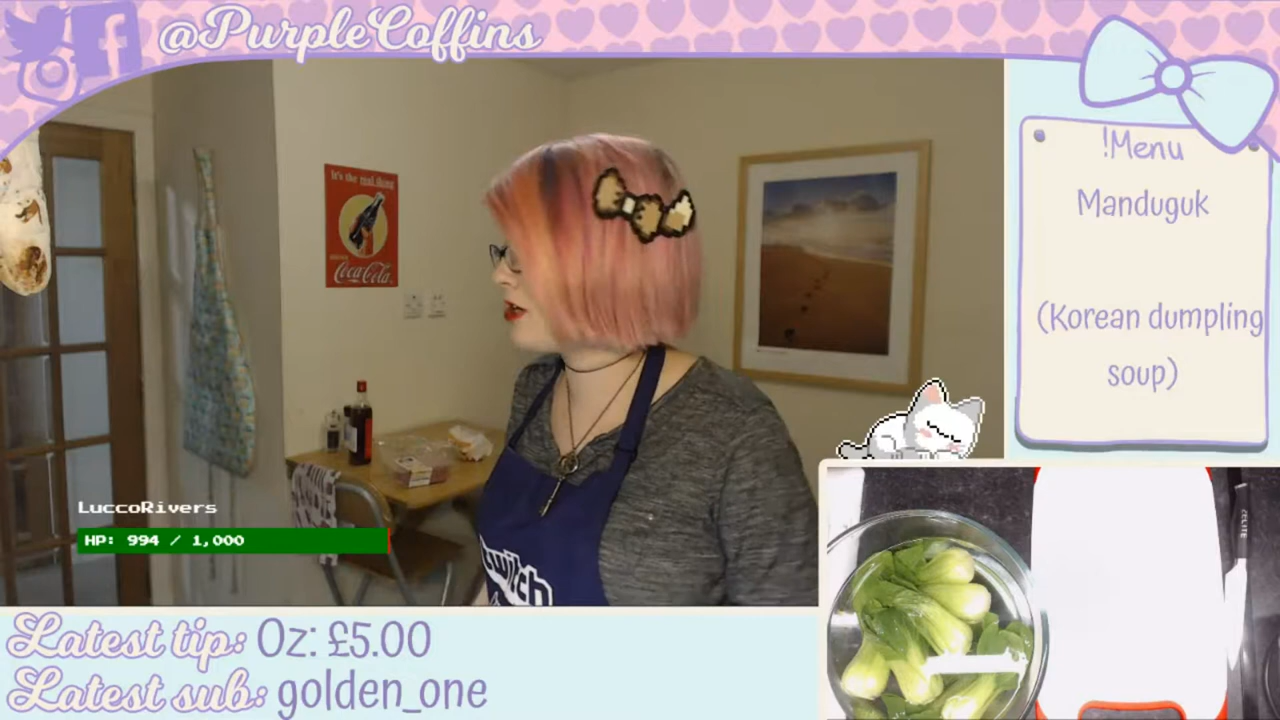 @PurpleCoffins
!Menu
Manduguk
(Korean dumpling
soup)
It's the real thing
Coca-Cola
LuccoRivers
HP: 994 / 1,000
twitch
Latest tip: Oz: £5.00
Latest sub: golden_one